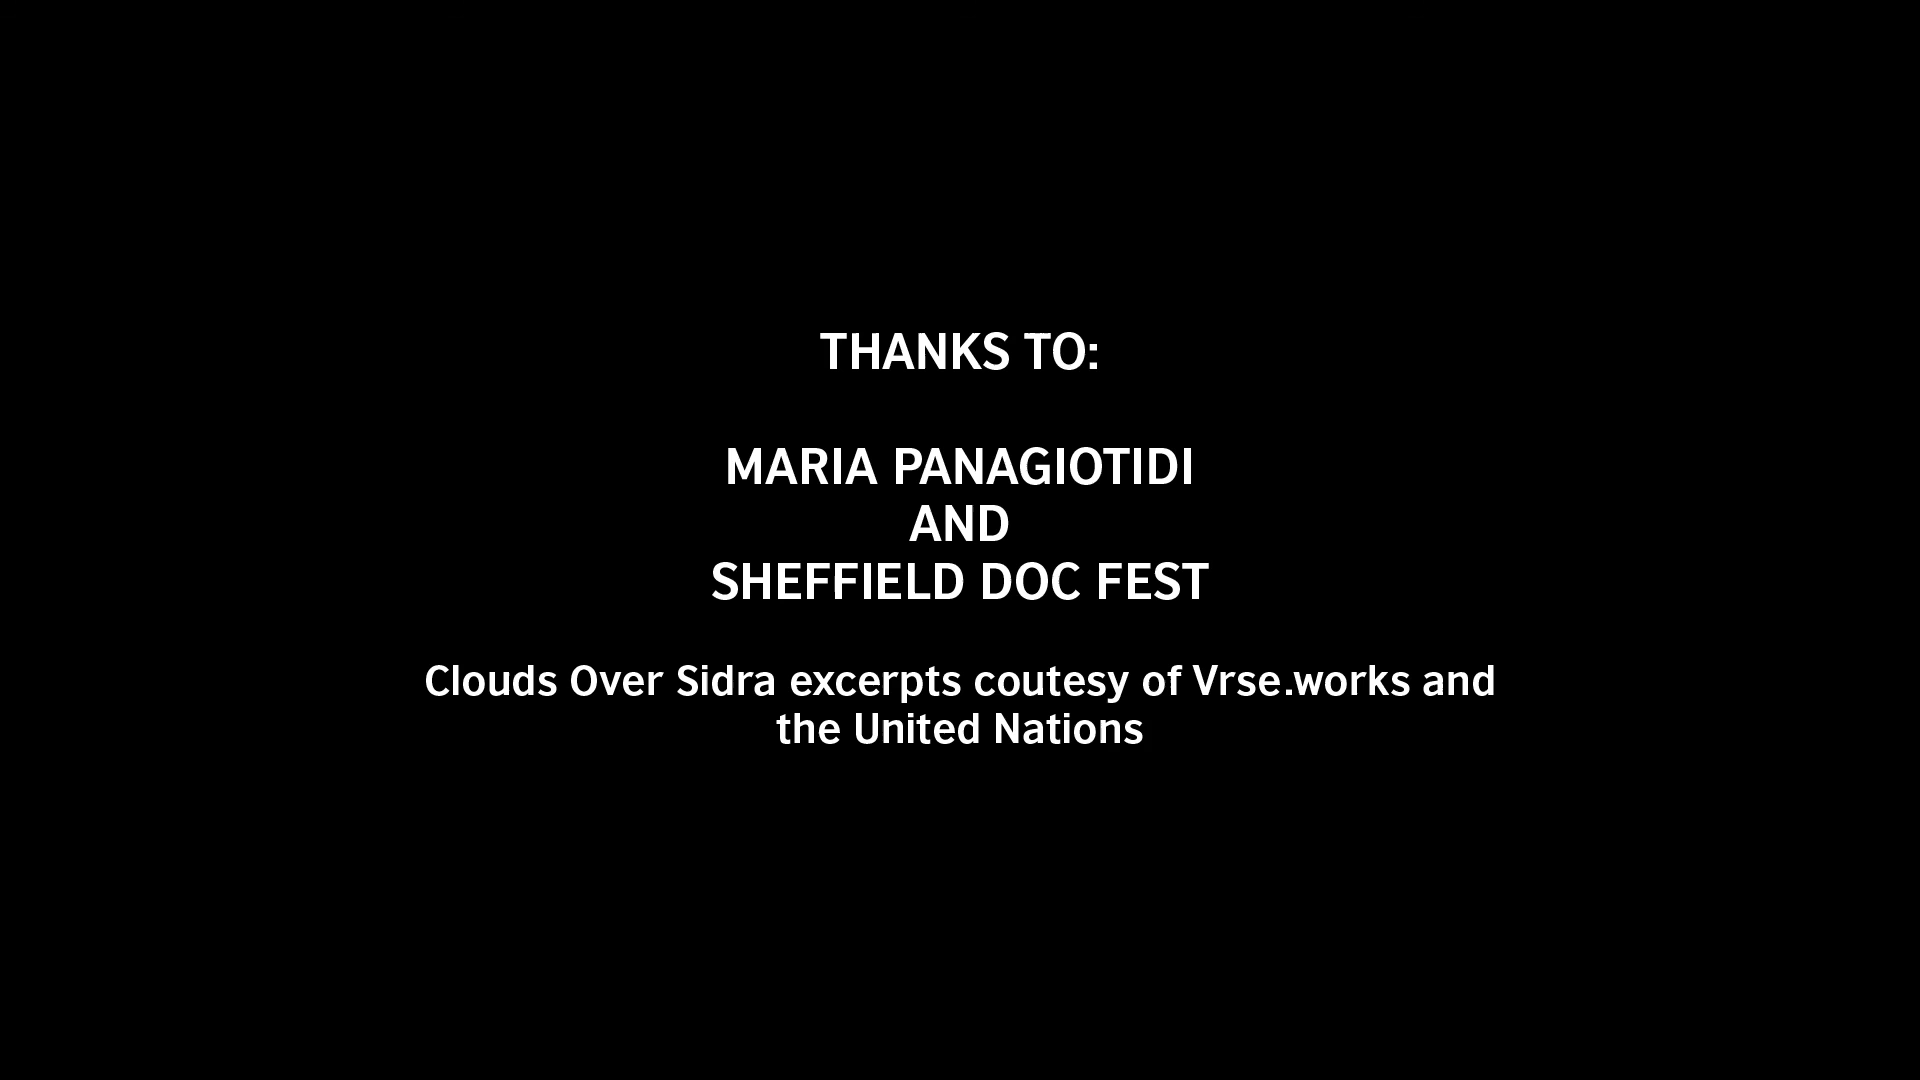 THANKS TO:
MARIA PANAGIOTIDI
AND
SHEFFIELD DOC FEST
Clouds Over Sidra excerpts coutesy of Vrse.works and
the United Nations